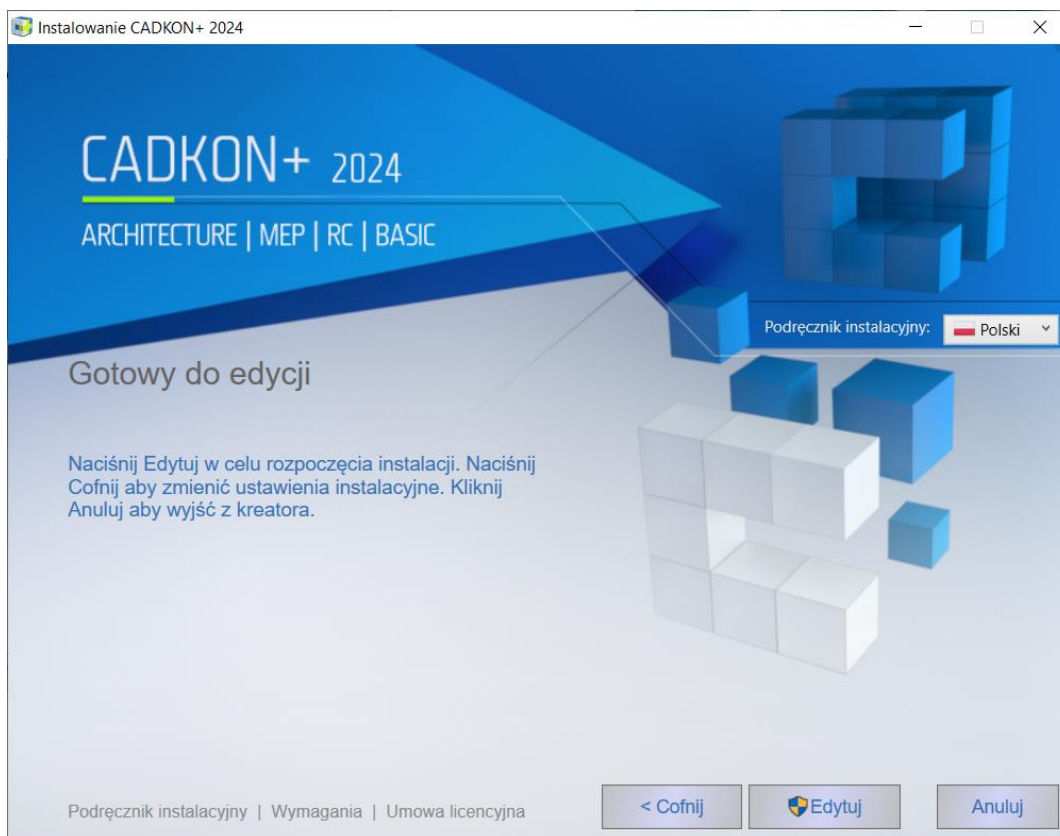 Instalowanie CADKON+ 2024
CADKON+ 2024
ARCHITECTURE | MEP | RC | BASIC
Podręcznik instalacyjny: Polski
Gotowy do edycji
Naciśnij Edytuj w celu rozpoczęcia instalacji. Naciśnij
Cofnij aby zmienić ustawienia instalacyjne. Kliknij
Anuluj aby wyjść z kreatora.
Podręcznik instalacyjny | Wymagania | Umowa licencyjna
< Cofnij
Edytuj
Anuluj